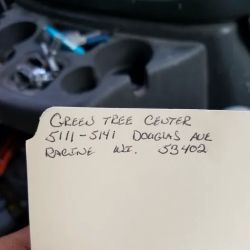 GREEN TREE CENTER
5111-5141 DOUGLAS AVE
RACINE WI. 53402